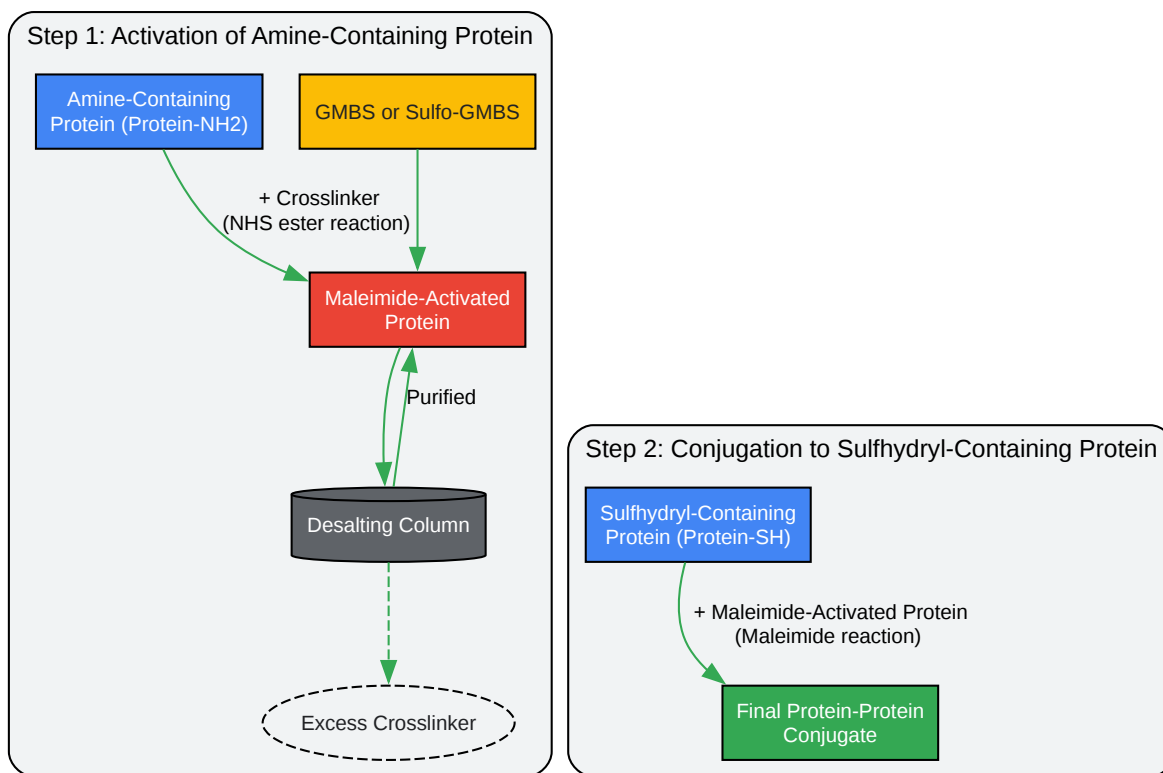 Step 1: Activation of Amine-Containing Protein
Amine-Containing
Protein (Protein-NH2)
GMBS or Sulfo-GMBS
+ Crosslinker
(NHS ester reaction)
Maleimide-Activated
Protein
Purified
Desalting Column
Excess Crosslinker
Step 2: Conjugation to Sulfhydryl-Containing Protein
Sulfhydryl-Containing
Protein (Protein-SH)
+ Maleimide-Activated Protein
(Maleimide reaction)
Final Protein-Protein
Conjugate